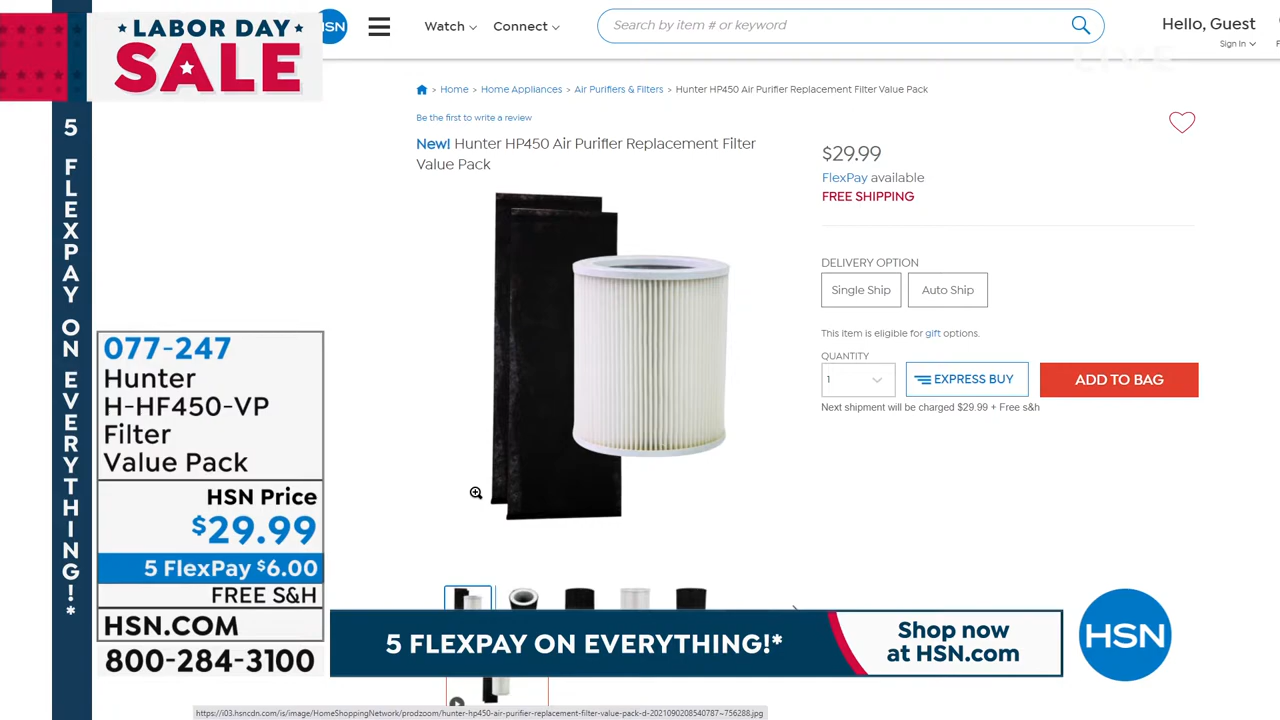 ★LABOR DAY★
SALE
HSN
Watch
Connect
Search by item # or keyword
Hello, Guest
Sign In
LIVE
Home > Home Appliances > Air Purifiers & Filters > Hunter HP450 Air Purifier Replacement Filter Value Pack
Be the first to write a review
New! Hunter HP450 Air Purifier Replacement Filter
Value Pack
$29.99
FlexPay available
FREE SHIPPING
DELIVERY OPTION
Single Ship
Auto Ship
This item is eligible for gift options.
QUANTITY
1
EXPRESS BUY
ADD TO BAG
Next shipment will be charged $29.99 + Free s&h
5 FLEXPAY ON EVERYTHING!*
077-247
Hunter
H-HF450-VP
Filter
Value Pack
HSN Price
$29.99
5 FlexPay $6.00
FREE S&H
HSN.COM
800-284-3100
5 FLEXPAY ON EVERYTHING!*
Shop now
at HSN.com
HSN
https://i03.hsncdn.com/is/image/HomeShoppingNetwork/prodzoom/hunter-hp450-air-purifier-replacement-filter-value-pack-d-2021090208540787~756288.jpg